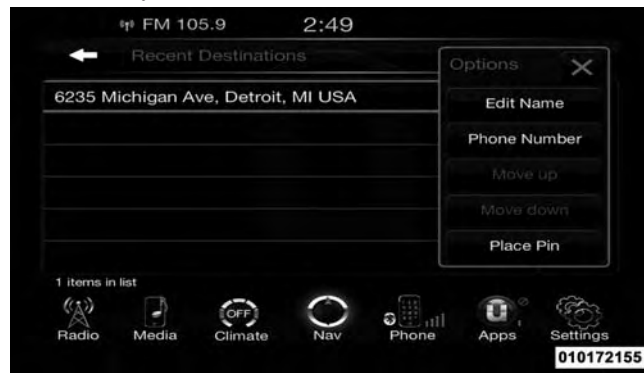 FM 105.9 2:49
Recent Destinations
Options
6235 Michigan Ave, Detroit, MI USA
Edit Name
Phone Number
Move up
Move down
Place Pin
1 items in list
OFF
U
Radio Media Climate Nav Phone Apps Settings
010172155